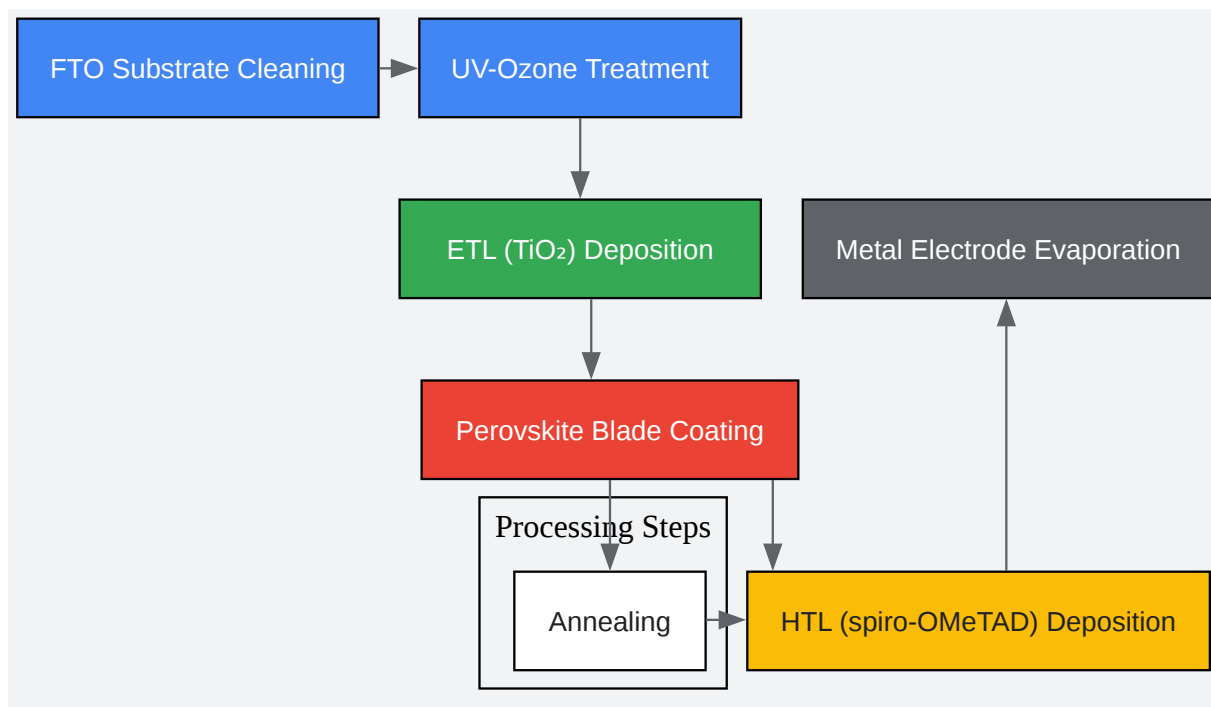 FTO Substrate Cleaning
UV-Ozone Treatment
ETL (TiO₂) Deposition
Metal Electrode Evaporation
Perovskite Blade Coating
Processing Steps
Annealing
HTL (spiro-OMeTAD) Deposition